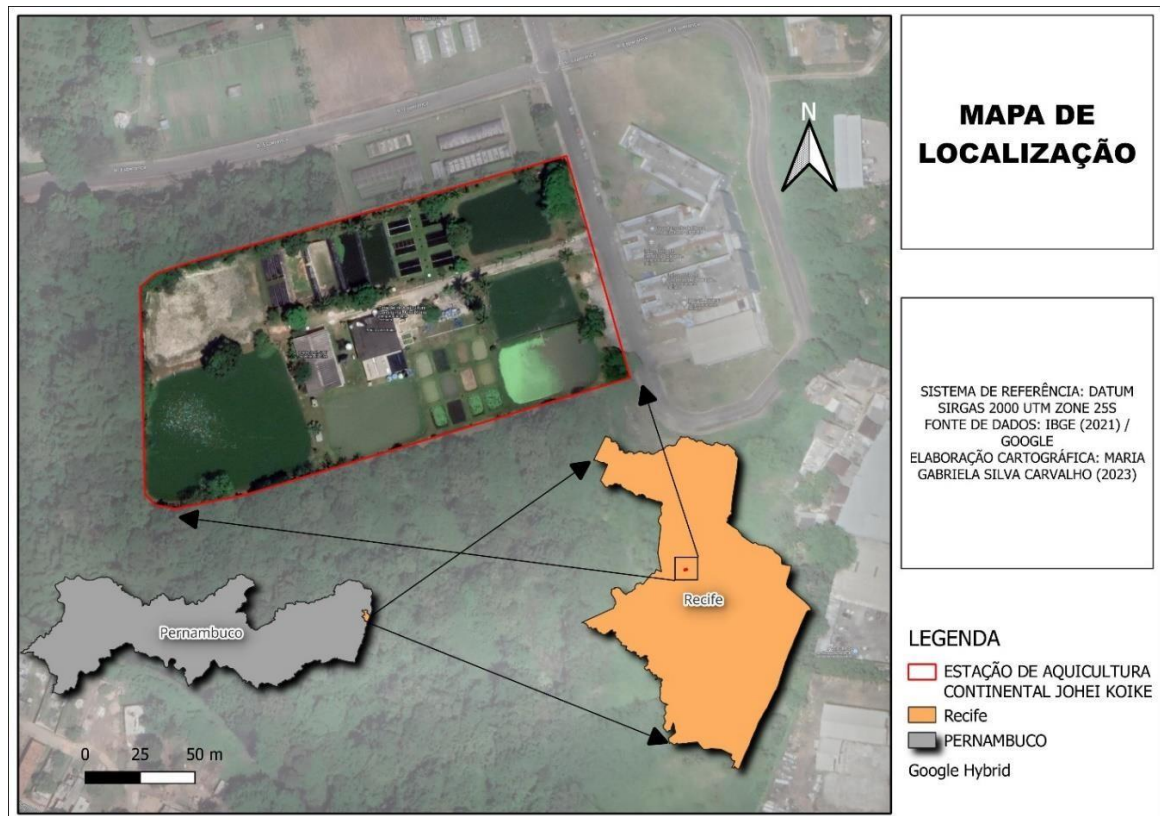 MAPA DE
LOCALIZAÇÃO
N
SISTEMA DE REFERÊNCIA: DATUM
SIRGAS 2000 UTM ZONE 25S
FONTE DE DADOS: IBGE (2021) /
GOOGLE
ELABORAÇÃO CARTOGRÁFICA: MARIA
GABRIELA SILVA CARVALHO (2023)
Recife
Pernambuco
0 25 50 m
LEGENDA
ESTAÇÃO DE AQUICULTURA
CONTINENTAL JOHEI KOIKE
Recife
PERNAMBUCO
Google Hybrid